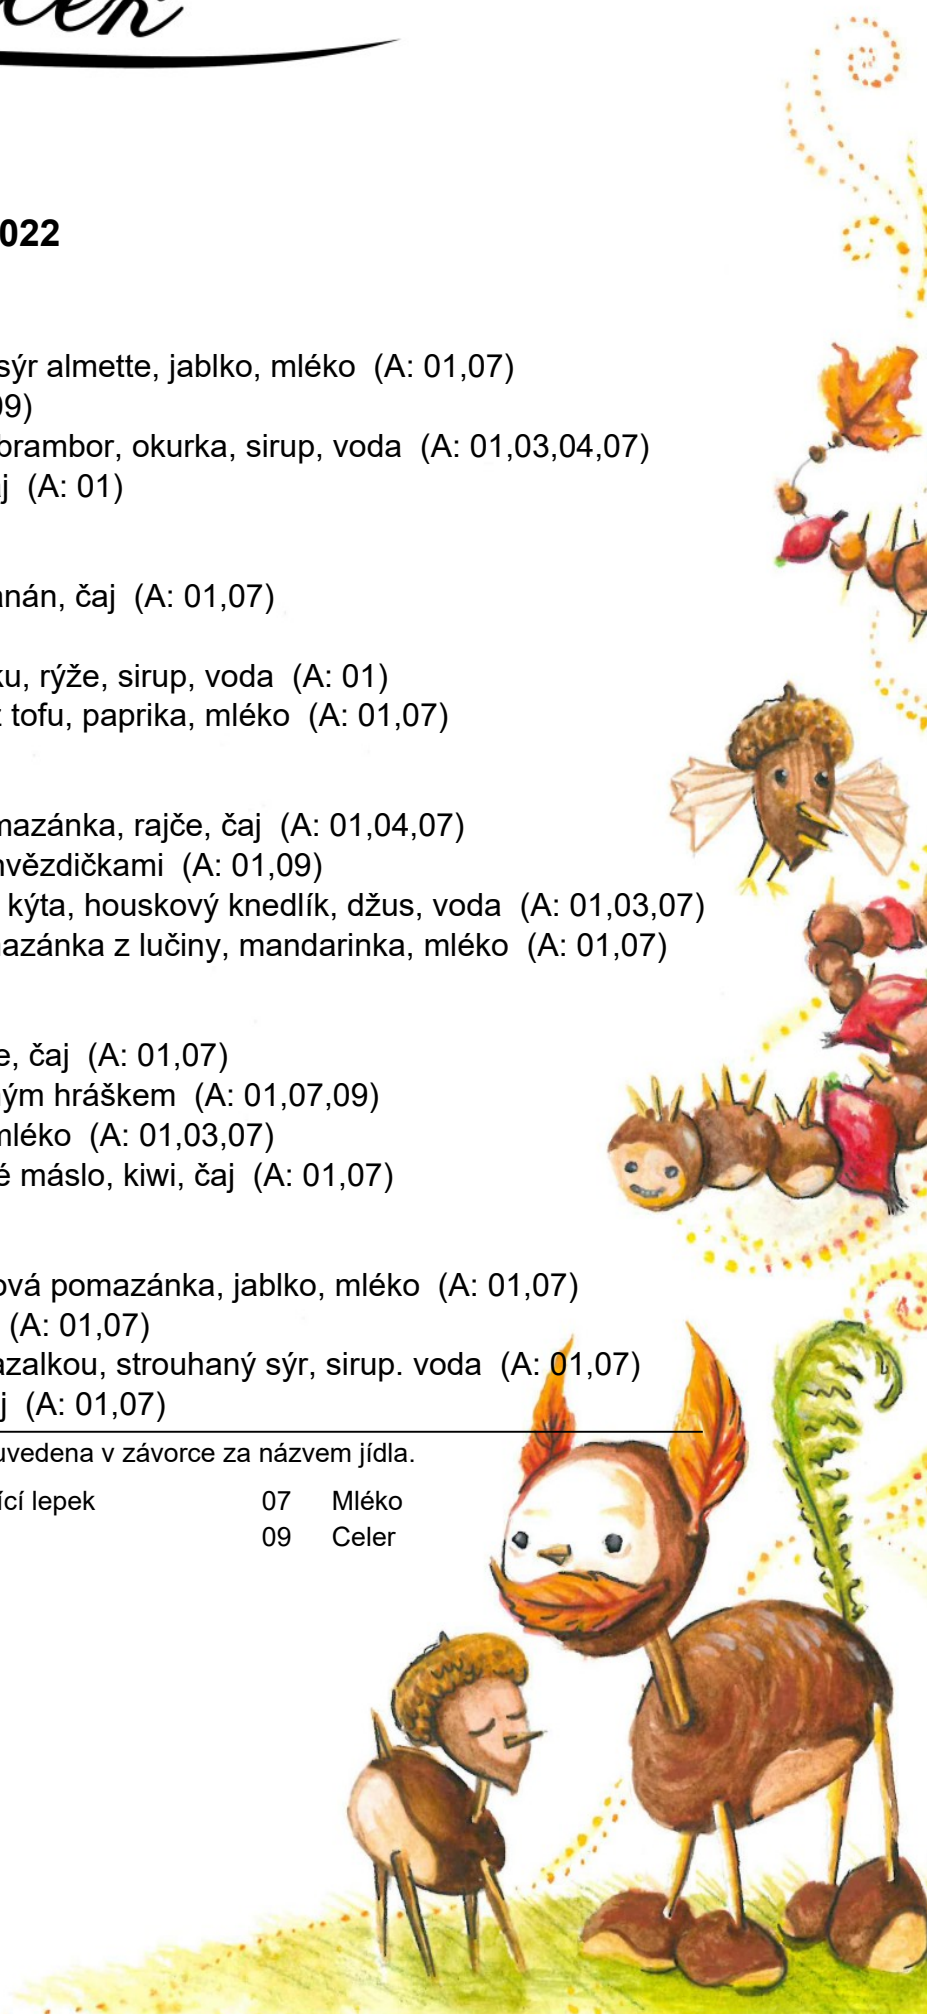 022
sýr almette, jablko, mléko (A: 01,07)
09)
brambor, okurka, sirup, voda (A: 01,03,04,07)
j (A: 01)
anán, čaj (A: 01,07)
ku, rýže, sirup, voda (A: 01)
z tofu, paprika, mléko (A: 01,07)
mazánka, rajče, čaj (A: 01,04,07)
hvězdičkami (A: 01,09)
kýta, houskový knedlík, džus, voda (A: 01,03,07)
mazánka z lučiny, mandarinka, mléko (A: 01,07)
e, čaj (A: 01,07)
ným hráškem (A: 01,07,09)
mléko (A: 01,03,07)
é máslo, kiwi, čaj (A: 01,07)
ová pomazánka, jablko, mléko (A: 01,07)
(A: 01,07)
azalkou, strouhaný sýr, sirup. voda (A: 01,07)
j (A: 01,07)
uvedena v závorce za názvem jídla.
ící lepek 07 Mléko
09 Celer